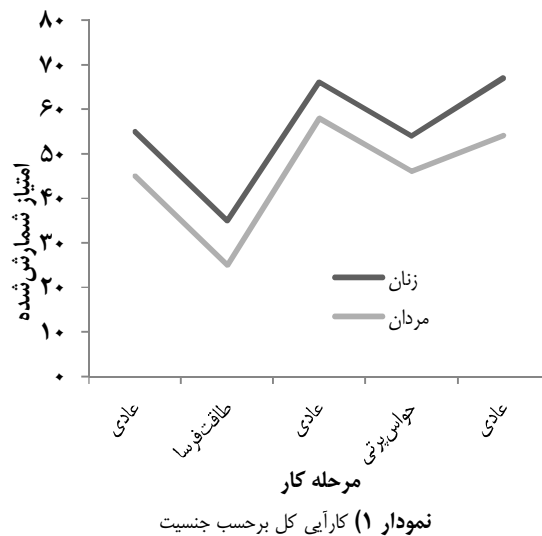 ۸۰
۷۰
۶۰
۵۰
۴۰
۳۰
۲۰
۱۰
۰
امتیاز شمارش‌شده
زنان
مردان
عادی
طاقت‌فرسا
عادی
حواس‌پرتی
عادی
مرحله کار
نمودار ۱) کارآیی کل برحسب جنسیت